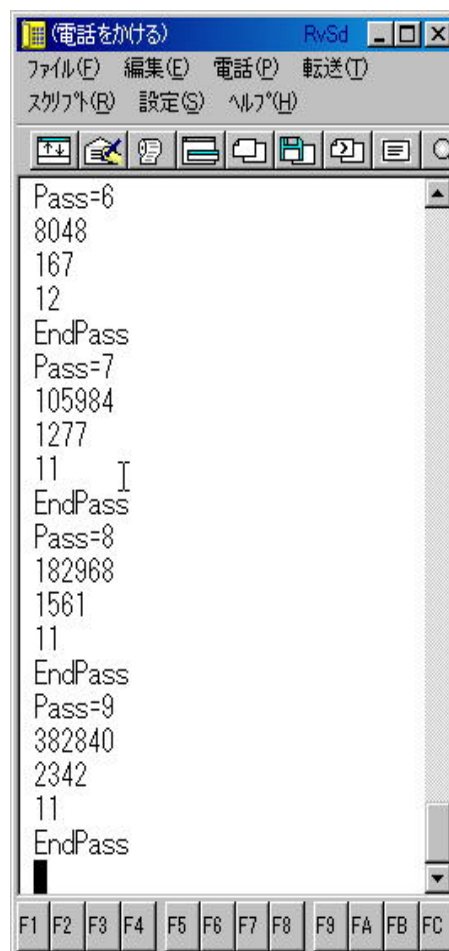 (電話をかける) RvSd
ファイル(F) 編集(E) 電話(P) 転送(T)
スクリプト(R) 設定(S) ヘルプ(H)
Pass=6
8048
167
12
EndPass
Pass=7
105984
1277
11
EndPass
Pass=8
182968
1561
11
EndPass
Pass=9
382840
2342
11
EndPass
F1 F2 F3 F4 F5 F6 F7 F8 F9 FA FB FC